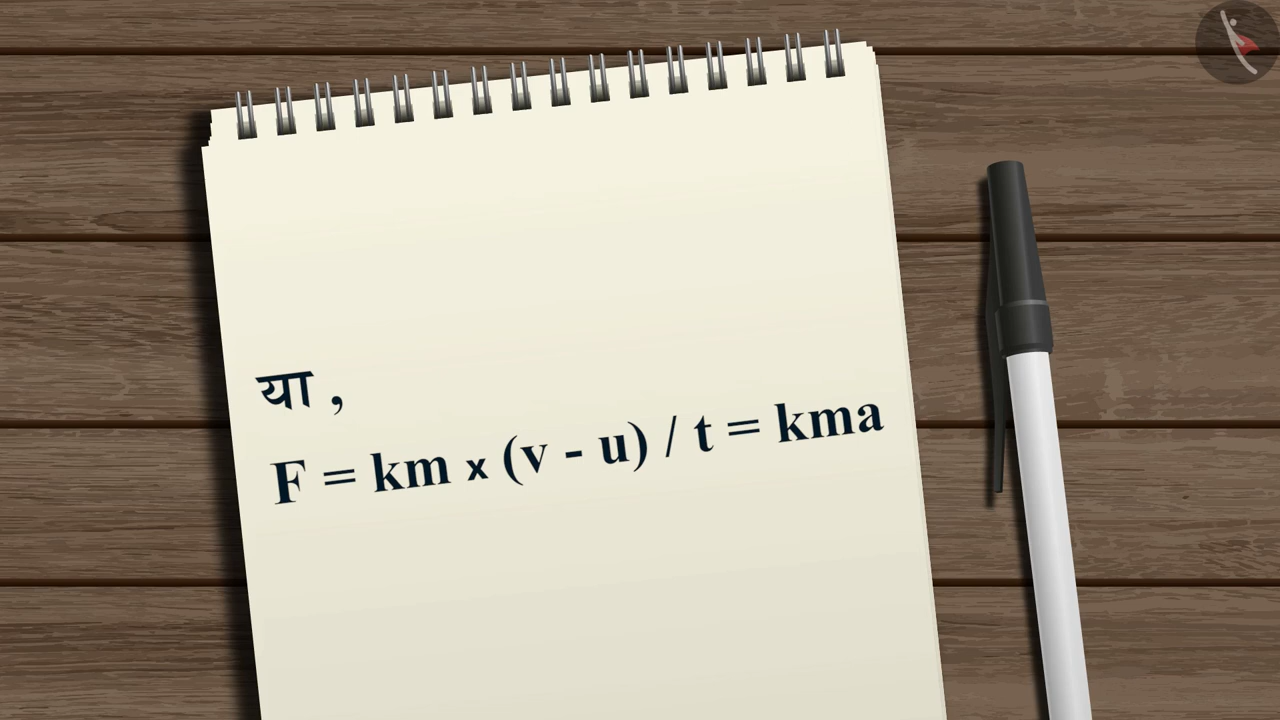 या ,
F = km x (v - u) / t = kma